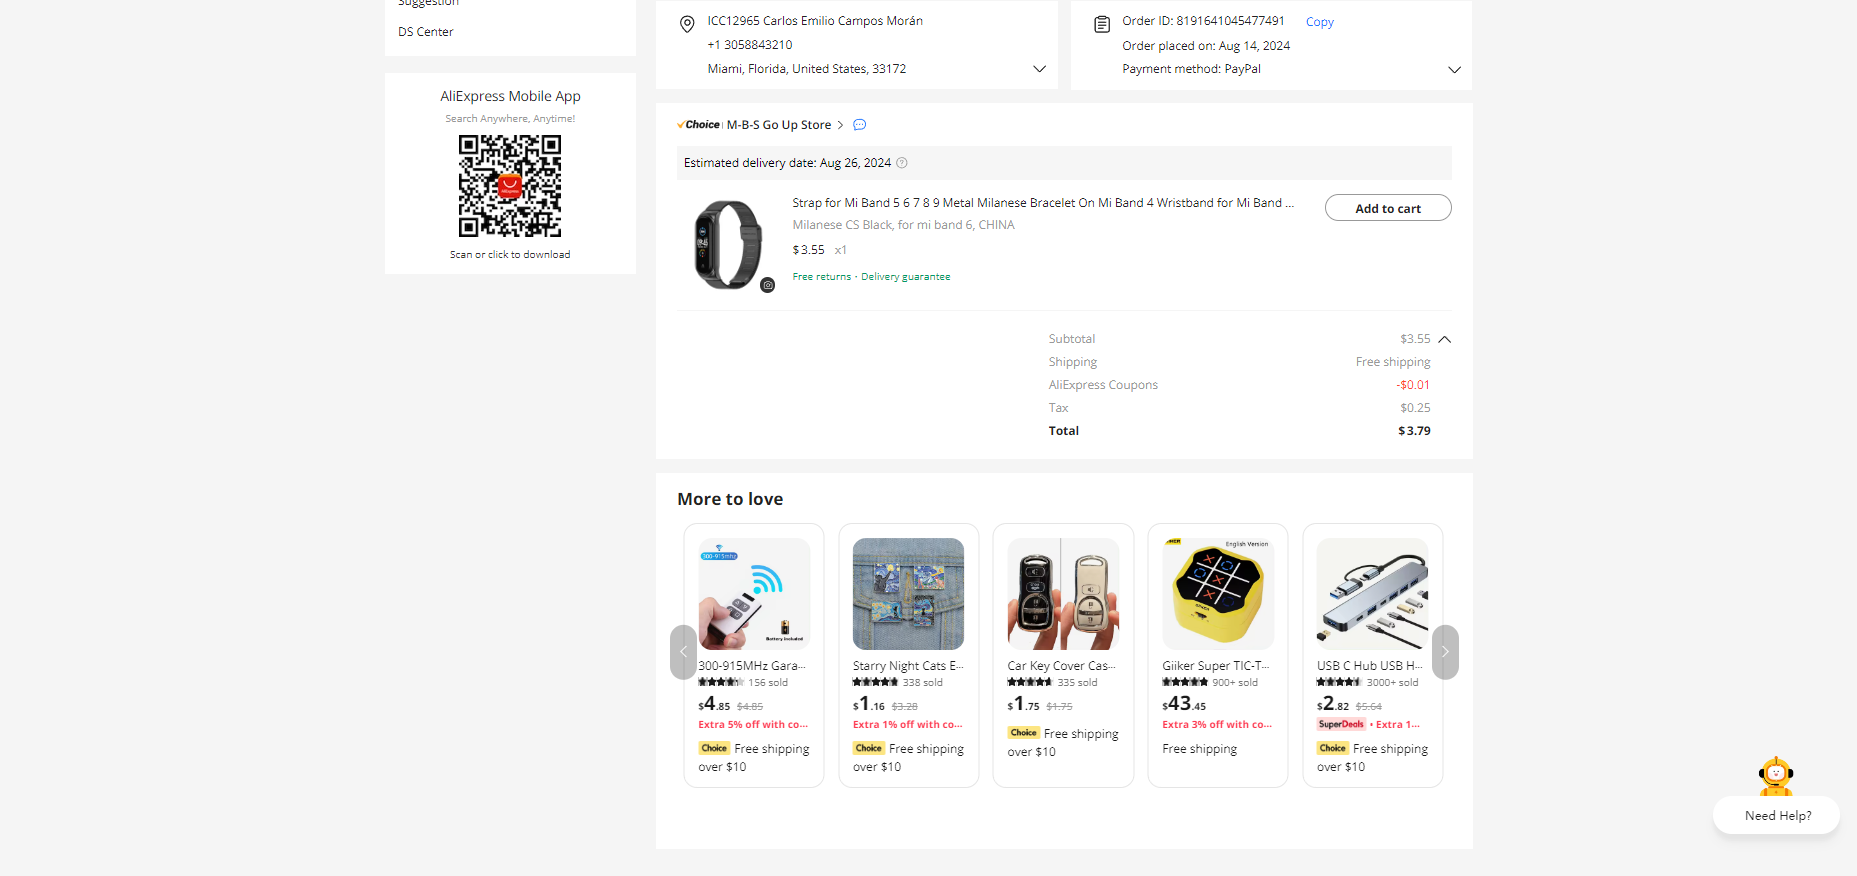 Suggestion
DS Center
AliExpress Mobile App
Search Anywhere, Anytime!
AliExpress
Scan or click to download
ICC12965 Carlos Emilio Campos Morán
+1 3058843210
Miami, Florida, United States, 33172
Order ID: 8191641045477491 Copy
Order placed on: Aug 14, 2024
Payment method: PayPal
Choice M-B-S Go Up Store
Estimated delivery date: Aug 26, 2024
Strap for Mi Band 5 6 7 8 9 Metal Milanese Bracelet On Mi Band 4 Wristband for Mi Band ...
Milanese CS Black, for mi band 6, CHINA
$3.55 x1
Free returns · Delivery guarantee
Add to cart
Subtotal $3.55
Shipping Free shipping
AliExpress Coupons -$0.01
Tax $0.25
Total $3.79
More to love
300-915mhz
Battery included
300-915MHz Gara...
156 sold
$4.85 $4.85
Extra 5% off with co...
Choice Free shipping
over $10
Starry Night Cats E...
338 sold
$1.16 $3.28
Extra 1% off with co...
Choice Free shipping
over $10
Car Key Cover Cas...
335 sold
$1.75 $1.75
Choice Free shipping
over $10
English Version
Giiker Super TIC-T...
900+ sold
$43.45
Extra 3% off with co...
Free shipping
USB C Hub USB H...
3000+ sold
$2.82 $5.64
SuperDeals • Extra 1...
Choice Free shipping
over $10
Need Help?